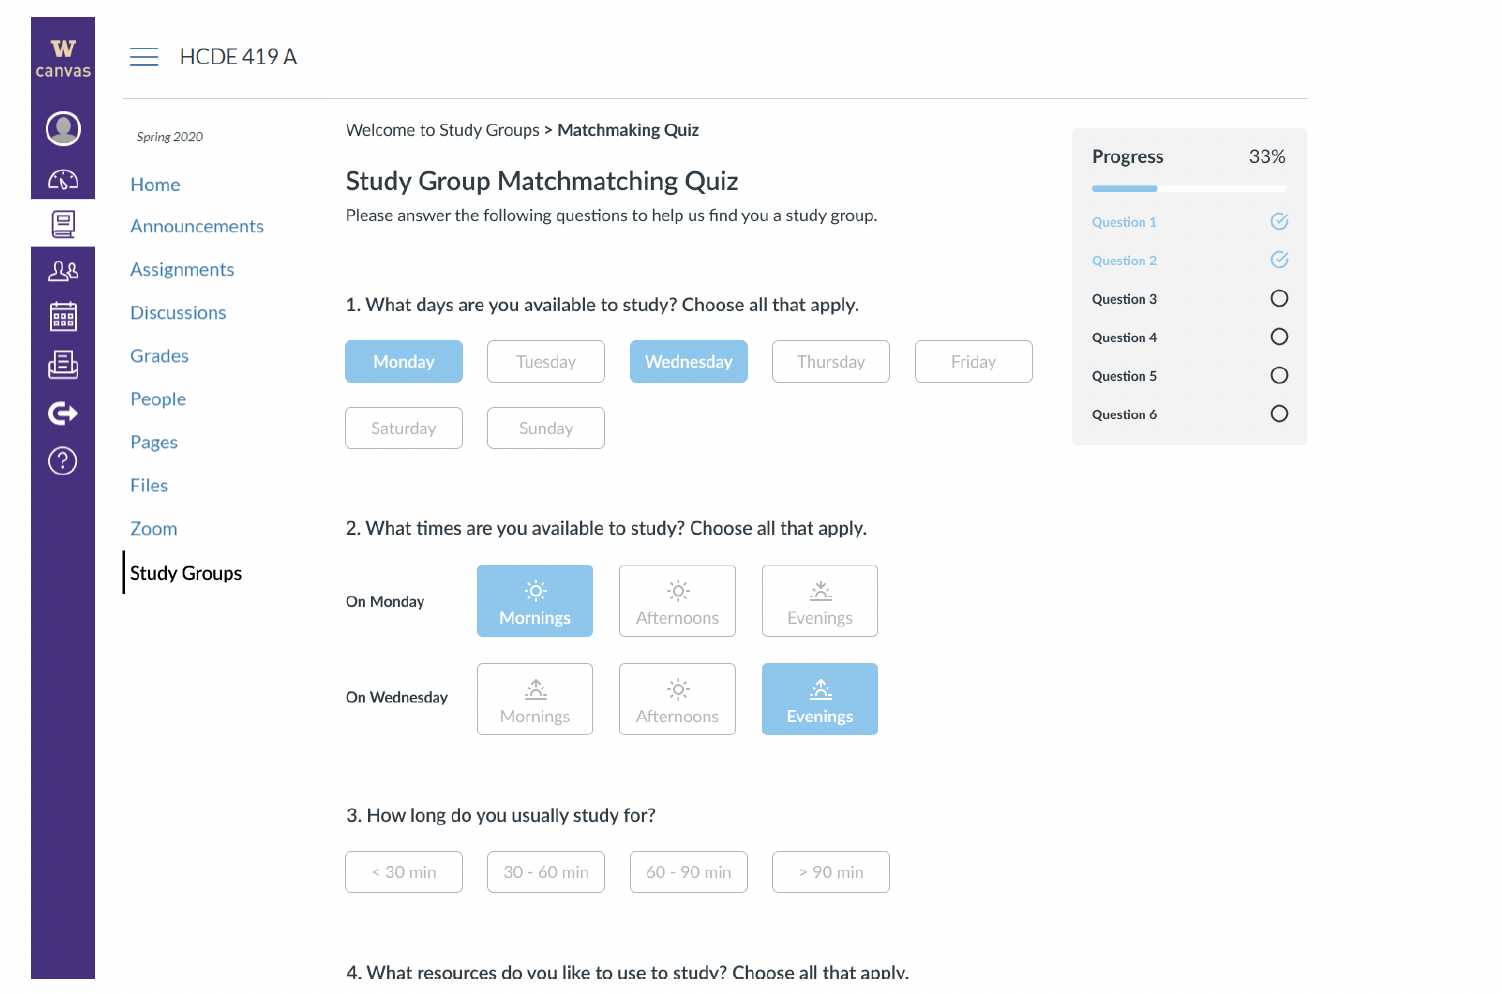 W
canvas
HCDE 419 A
Spring 2020
Home
Announcements
Assignments
Discussions
Grades
People
Pages
Files
Zoom
Study Groups
Welcome to Study Groups > Matchmaking Quiz
Study Group Matchmatching Quiz
Please answer the following questions to help us find you a study group.
1. What days are you available to study? Choose all that apply.
Monday Tuesday Wednesday Thursday Friday
Saturday Sunday
2. What times are you available to study? Choose all that apply.
On Monday Mornings Afternoons Evenings
On Wednesday Mornings Afternoons Evenings
3. How long do you usually study for?
< 30 min 30 - 60 min 60 - 90 min > 90 min
4. What resources do you like to use to study? Choose all that apply.
Progress 33%
Question 1
Question 2
Question 3
Question 4
Question 5
Question 6